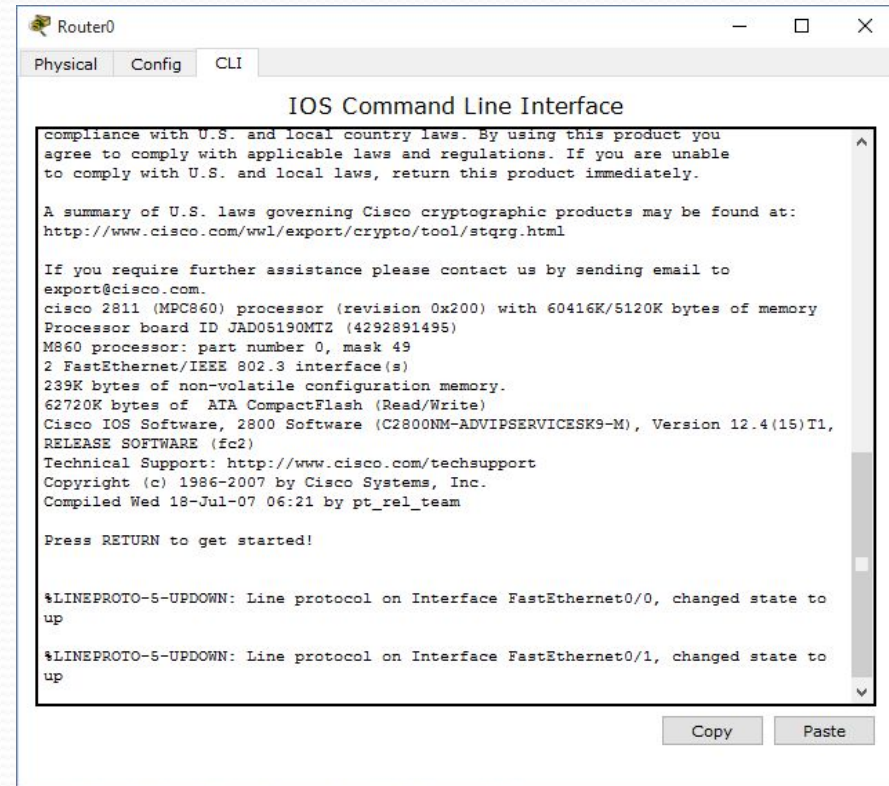 Router0
Physical Config CLI
IOS Command Line Interface
compliance with U.S. and local country laws. By using this product you
agree to comply with applicable laws and regulations. If you are unable
to comply with U.S. and local laws, return this product immediately.
A summary of U.S. laws governing Cisco cryptographic products may be found at:
http://www.cisco.com/wwl/export/crypto/tool/stqrg.html
If you require further assistance please contact us by sending email to
export@cisco.com.
cisco 2811 (MPC860) processor (revision 0x200) with 60416K/5120K bytes of memory
Processor board ID JAD05190MTZ (4292891495)
M860 processor: part number 0, mask 49
2 FastEthernet/IEEE 802.3 interface(s)
239K bytes of non-volatile configuration memory.
62720K bytes of ATA CompactFlash (Read/Write)
Cisco IOS Software, 2800 Software (C2800NM-ADVIPSERVICESK9-M), Version 12.4(15)T1,
RELEASE SOFTWARE (fc2)
Technical Support: http://www.cisco.com/techsupport
Copyright (c) 1986-2007 by Cisco Systems, Inc.
Compiled Wed 18-Jul-07 06:21 by pt_rel_team
Press RETURN to get started!
%LINEPROTO-5-UPDOWN: Line protocol on Interface FastEthernet0/0, changed state to
up
%LINEPROTO-5-UPDOWN: Line protocol on Interface FastEthernet0/1, changed state to
up
Copy Paste